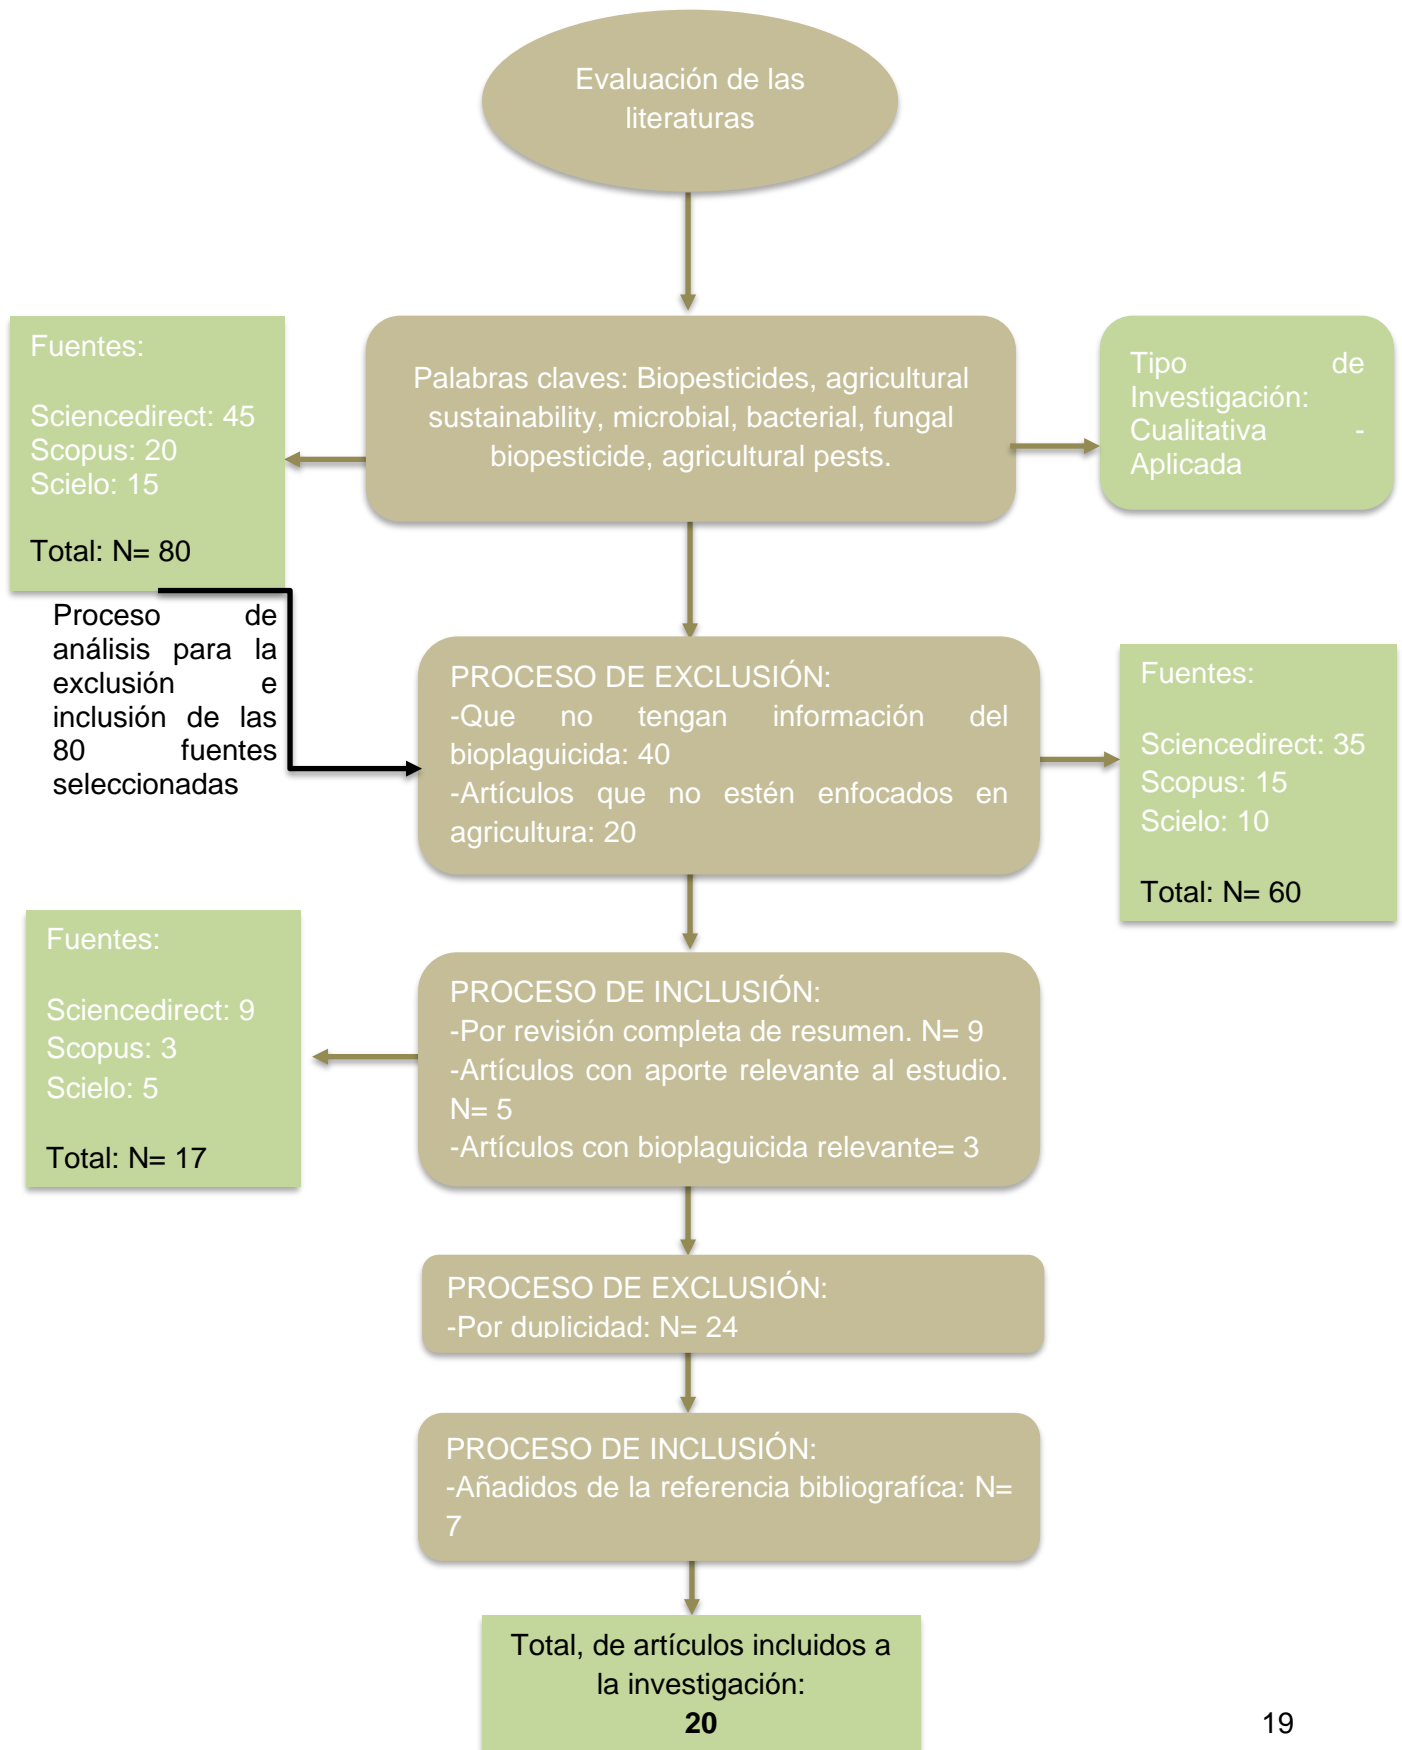 Evaluación de las
literaturas
Fuentes:
Sciencedirect: 45
Scopus: 20
Scielo: 15
Total: N= 80
Palabras claves: Biopesticides, agricultural
sustainability, microbial, bacterial, fungal
biopesticide, agricultural pests.
Tipo de
Investigación:
Cualitativa -
Aplicada
Proceso de
análisis para la
exclusión e
inclusión de las
80 fuentes
seleccionadas
PROCESO DE EXCLUSIÓN:
-Que no tengan información del
bioplaguicida: 40
-Artículos que no estén enfocados en
agricultura: 20
Fuentes:
Sciencedirect: 35
Scopus: 15
Scielo: 10
Total: N= 60
Fuentes:
Sciencedirect: 9
Scopus: 3
Scielo: 5
Total: N= 17
PROCESO DE INCLUSIÓN:
-Por revisión completa de resumen. N= 9
-Artículos con aporte relevante al estudio.
N= 5
-Artículos con bioplaguicida relevante= 3
PROCESO DE EXCLUSIÓN:
-Por duplicidad: N= 24
PROCESO DE INCLUSIÓN:
-Añadidos de la referencia bibliografíca: N=
7
Total, de artículos incluidos a
la investigación:
20
19